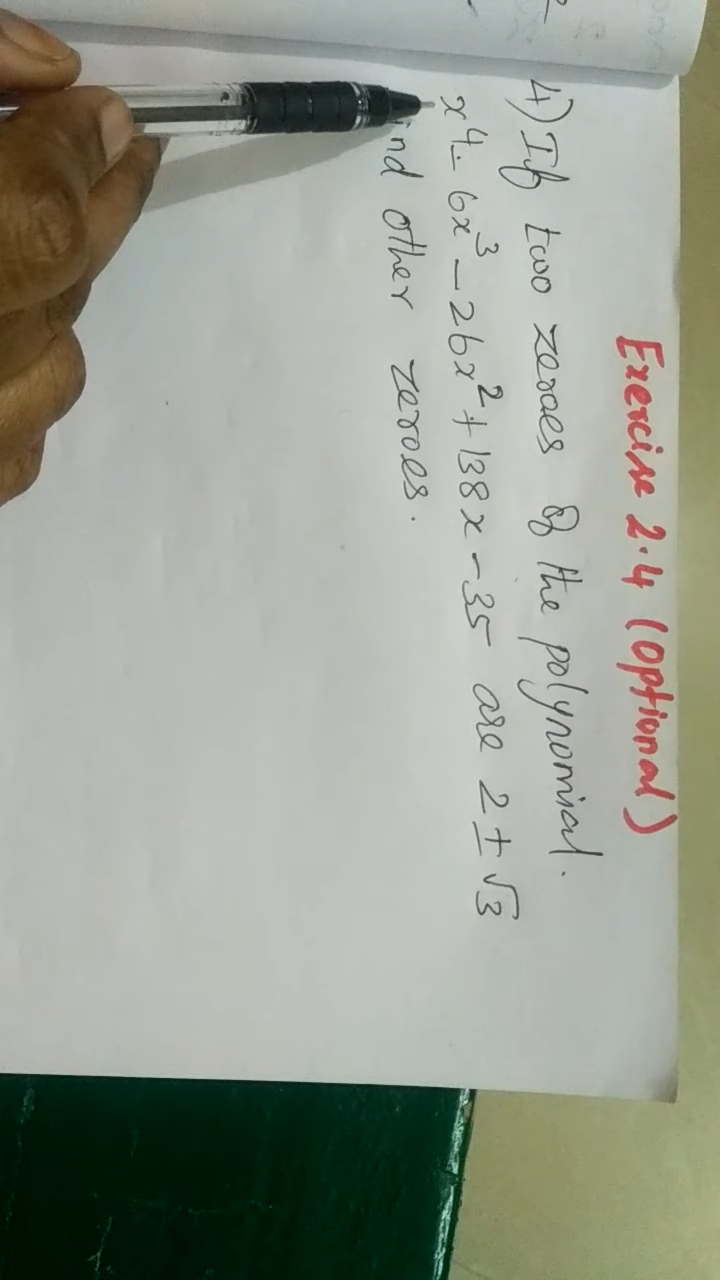 Exercise 2.4 (Optional)
4) If two zeroes of the polynomial.
x⁴- 6x³ - 26x² + 138x - 35 are 2 ± √3
nd other zeroes.